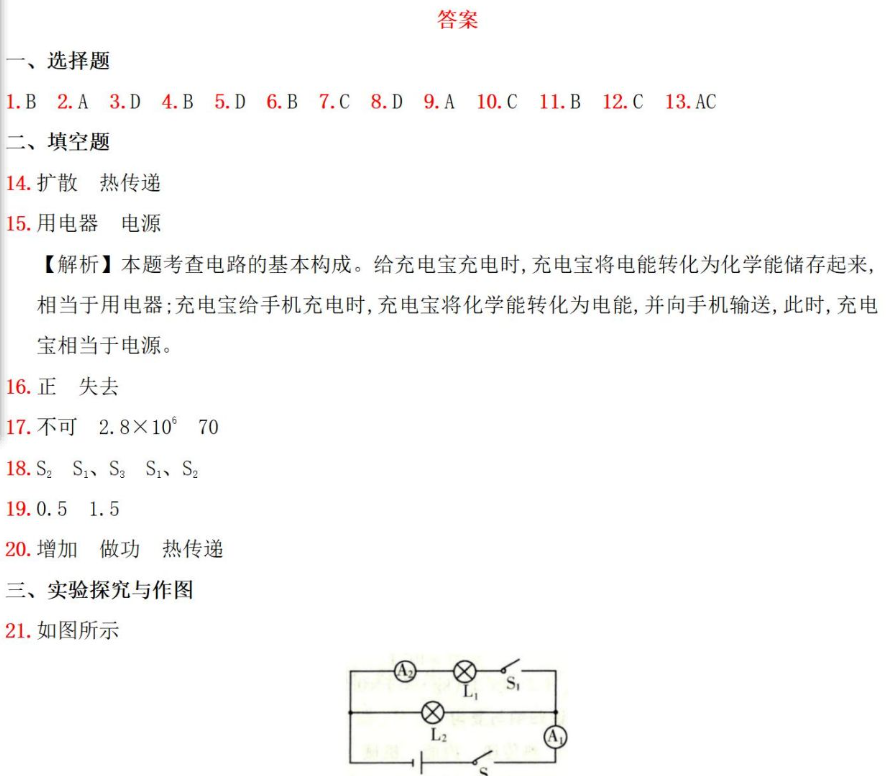 答案
一、选择题
1.B 2.A 3.D 4.B 5.D 6.B 7.C 8.D 9.A 10.C 11.B 12.C 13.AC
二、填空题
14.扩散 热传递
15.用电器 电源
【解析】本题考查电路的基本构成。给充电宝充电时,充电宝将电能转化为化学能储存起来,
相当于用电器;充电宝给手机充电时,充电宝将化学能转化为电能,并向手机输送,此时,充电
宝相当于电源。
16.正 失去
17.不可 2.8×10⁶ 70
18.S₂ S₁、S₃ S₁、S₂
19.0.5 1.5
20.增加 做功 热传递
三、实验探究与作图
21.如图所示
A₂ L₁ S₁
L₂ A₁
S